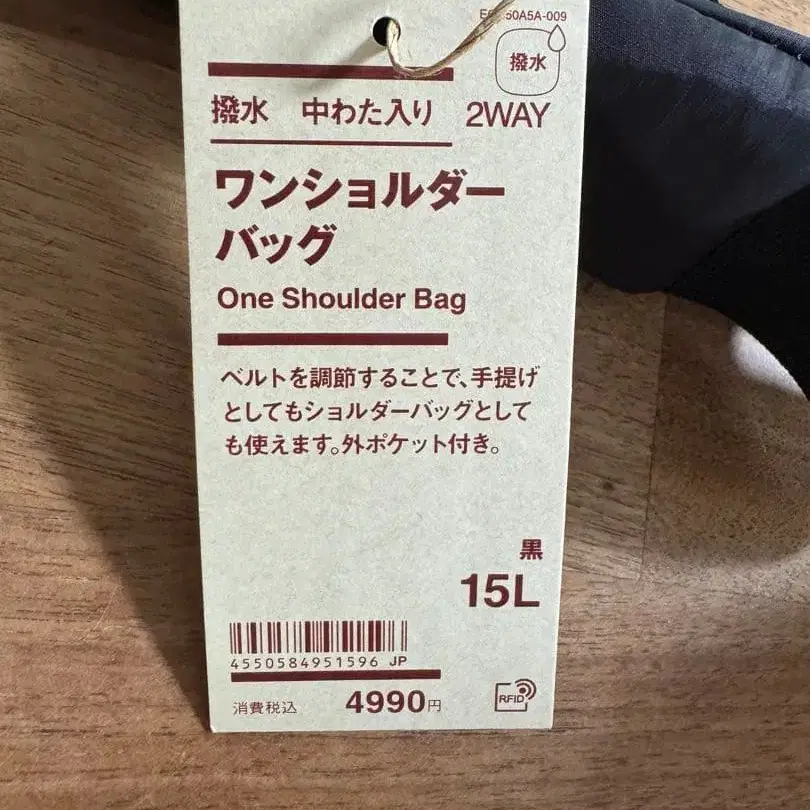 50A5A-009
撥水
撥水 中わた入り 2WAY
ワンショルダー
バッグ
One Shoulder Bag
ベルトを調節することで、手提げ
としてもショルダーバッグとして
も使えます。外ポケット付き。
黒
15L
4550584951596 JP
消費税込 4990円
RFID